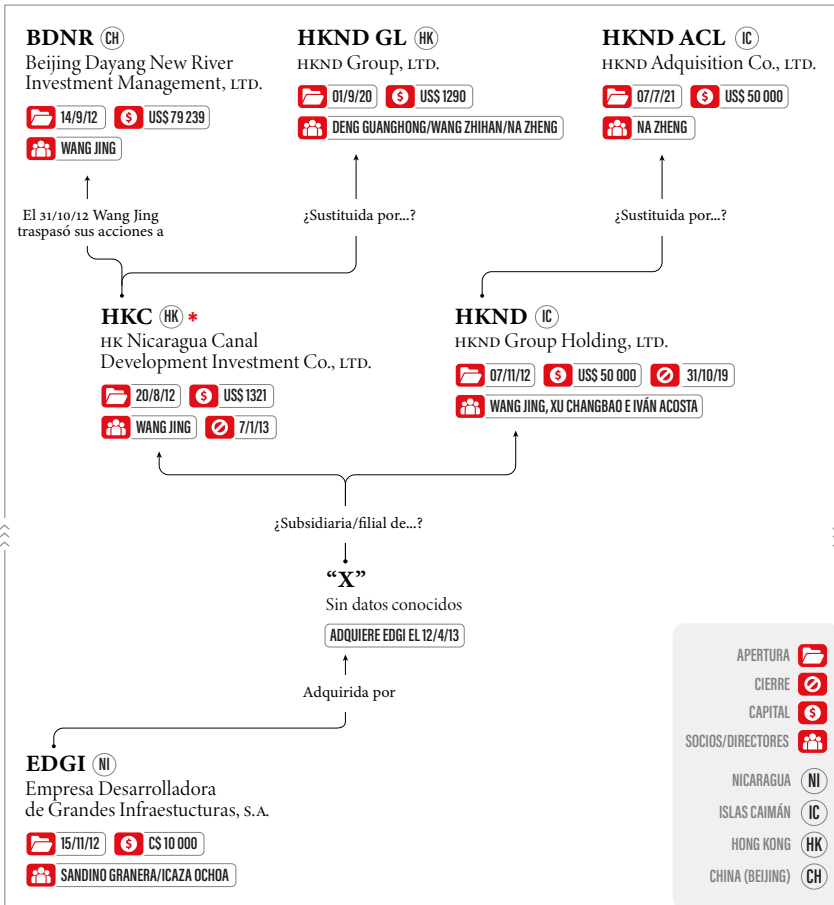 BDNR CH
Beijing Dayang New River
Investment Management, LTD.
14/9/12 US$ 79 239
WANG JING
HKND GL HK
HKND Group, LTD.
01/9/20 US$ 1290
DENG GUANGHONG/WANG ZHIHAN/NA ZHENG
HKND ACL IC
HKND Adquisition Co., LTD.
07/7/21 US$ 50 000
NA ZHENG
El 31/10/12 Wang Jing
traspasó sus acciones a
¿Sustituida por...?
¿Sustituida por...?
HKC HK *
HK Nicaragua Canal
Development Investment Co., LTD.
20/8/12 US$ 1321
WANG JING 7/1/13
HKND IC
HKND Group Holding, LTD.
07/11/12 US$ 50 000 31/10/19
WANG JING, XU CHANGBAO E IVÁN ACOSTA
¿Subsidiaria/filial de...?
“X”
Sin datos conocidos
ADQUIERE EDGI EL 12/4/13
Adquirida por
EDGI NI
Empresa Desarrolladora
de Grandes Infraestucturas, S.A.
15/11/12 C$ 10 000
SANDINO GRANERA/ICAZA OCHOA
APERTURA
CIERRE
CAPITAL
SOCIOS/DIRECTORES
NICARAGUA NI
ISLAS CAIMÁN IC
HONG KONG HK
CHINA (BEIJING) CH